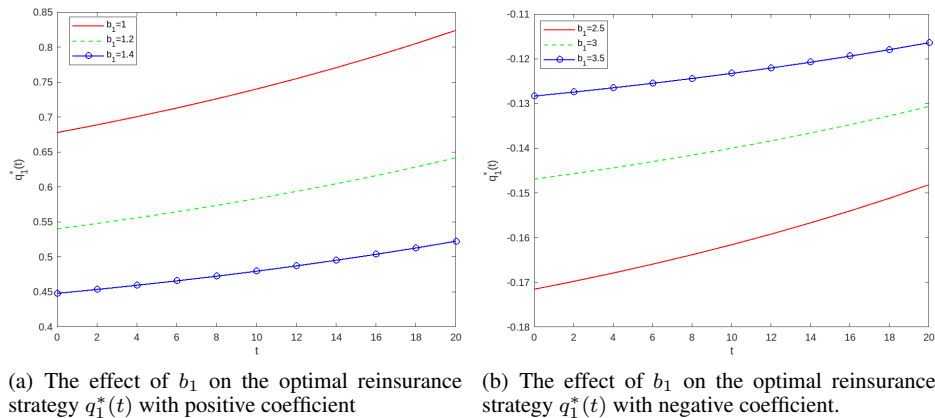 0.85
0.8
0.75
0.7
0.65
0.6
0.55
0.5
0.45
0.4
0 2 4 6 8 10 12 14 16 18 20
t
q₁*(t)
b₁=1
b₁=1.2
b₁=1.4
-0.11
-0.12
-0.13
-0.14
-0.15
-0.16
-0.17
-0.18
0 2 4 6 8 10 12 14 16 18 20
t
q₁*(t)
b₁=2.5
b₁=3
b₁=3.5
(a) The effect of b₁ on the optimal reinsurance
strategy q₁*(t) with positive coefficient
(b) The effect of b₁ on the optimal reinsurance
strategy q₁*(t) with negative coefficient.